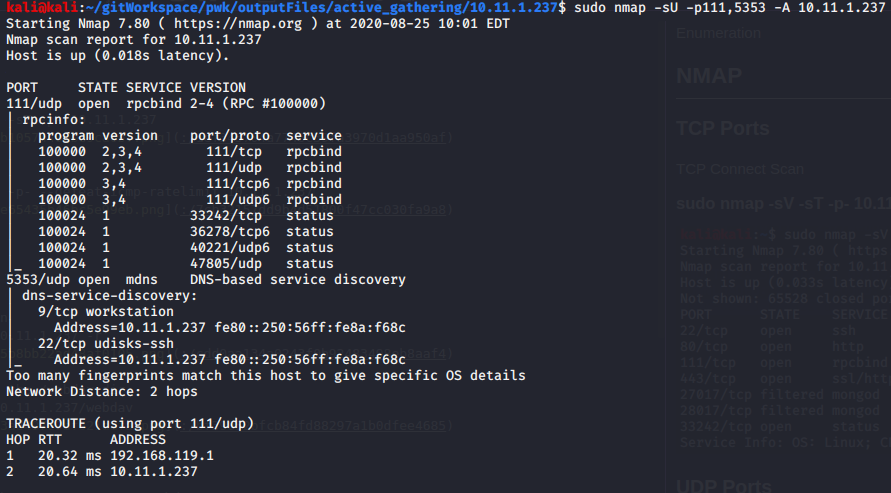 kali@kali:~/gitWorkspace/pwk/outputFiles/active_gathering/10.11.1.237$ sudo nmap -sU -p111,5353 -A 10.11.1.237
Starting Nmap 7.80 ( https://nmap.org ) at 2020-08-25 10:01 EDT
Nmap scan report for 10.11.1.237
Host is up (0.018s latency).
PORT     STATE SERVICE VERSION
111/udp  open  rpcbind 2-4 (RPC #100000)
| rpcinfo:
|   program version    port/proto  service
|   100000  2,3,4        111/tcp   rpcbind
|   100000  2,3,4        111/udp   rpcbind
|   100000  3,4          111/tcp6  rpcbind
|   100000  3,4          111/udp6  rpcbind
|   100024  1          33242/tcp   status
|   100024  1          36278/tcp6  status
|   100024  1          40221/udp6  status
|_  100024  1          47805/udp   status
5353/udp open  mdns    DNS-based service discovery
| dns-service-discovery:
|   9/tcp workstation
|     Address=10.11.1.237 fe80::250:56ff:fe8a:f68c
|   22/tcp udisks-ssh
|_    Address=10.11.1.237 fe80::250:56ff:fe8a:f68c
Too many fingerprints match this host to give specific OS details
Network Distance: 2 hops
TRACEROUTE (using port 111/udp)
HOP RTT      ADDRESS
1   20.32 ms 192.168.119.1
2   20.64 ms 10.11.1.237
Enumeration
NMAP
TCP Ports
TCP Connect Scan
sudo nmap -sV -sT -p- 10.11
$ sudo nmap -sV
Starting Nmap 7.80 ( https
Nmap scan report for 10.11
Host is up (0.033s latency
Not shown: 65528 closed po
PORT      STATE    SERVICE
22/tcp    open     ssh
80/tcp    open     http
111/tcp   open     rpcbind
443/tcp   open     ssl/http
27017/tcp filtered mongod
28017/tcp filtered mongod
33242/tcp open     status
Service Info: OS: Linux; C
UDP Ports